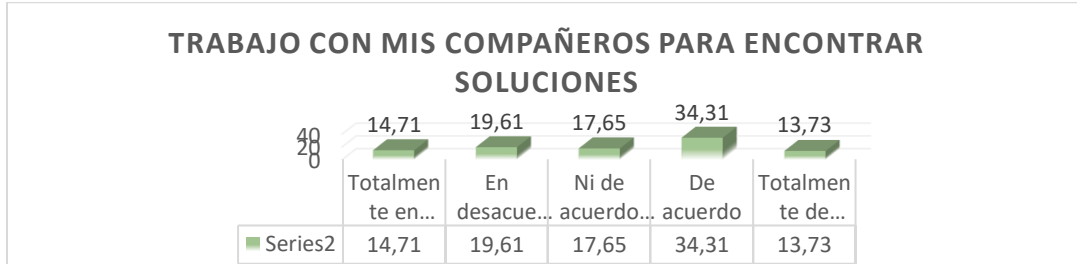 TRABAJO CON MIS COMPAÑEROS PARA ENCONTRAR
SOLUCIONES
14,71 19,61 17,65 34,31 13,73
40
20
0
Totalmen
te en…
En
desacue…
Ni de
acuerdo…
De
acuerdo
Totalmen
te de…
Series2 14,71 19,61 17,65 34,31 13,73